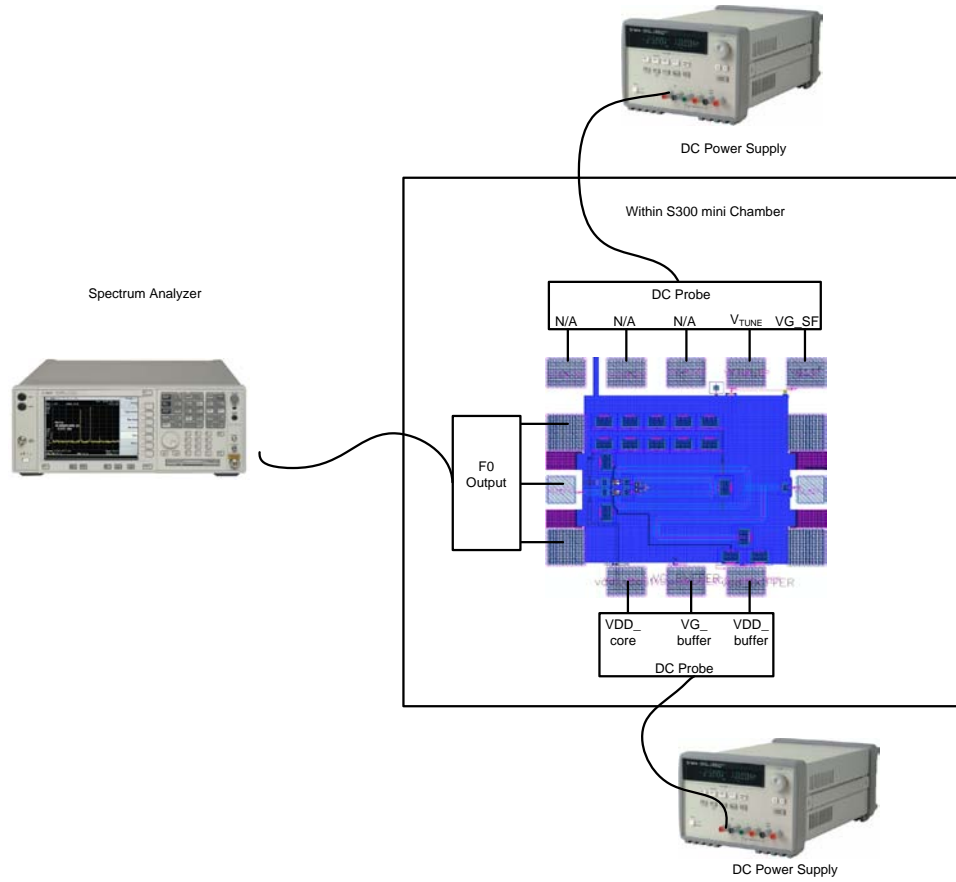 DC Power Supply
Within S300 mini Chamber
Spectrum Analyzer
DC Probe
N/A N/A N/A VTUNE VG_SF
F0
Output
VDD_
core
VG_
buffer
VDD_
buffer
DC Probe
DC Power Supply